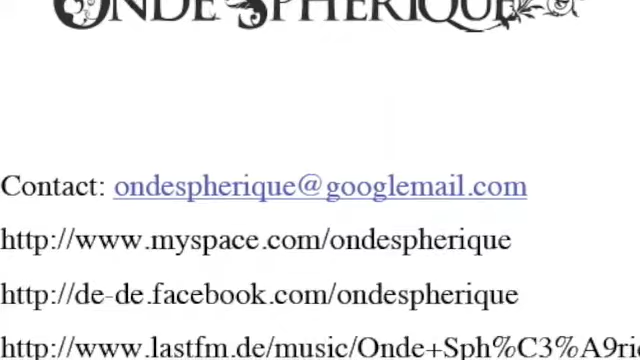 ONDE SPHERIQUE
Contact: ondespherique@googlemail.com
http://www.myspace.com/ondespherique
http://de-de.facebook.com/ondespherique
http://www.lastfm.de/music/Onde+Sph%C3%A9ri